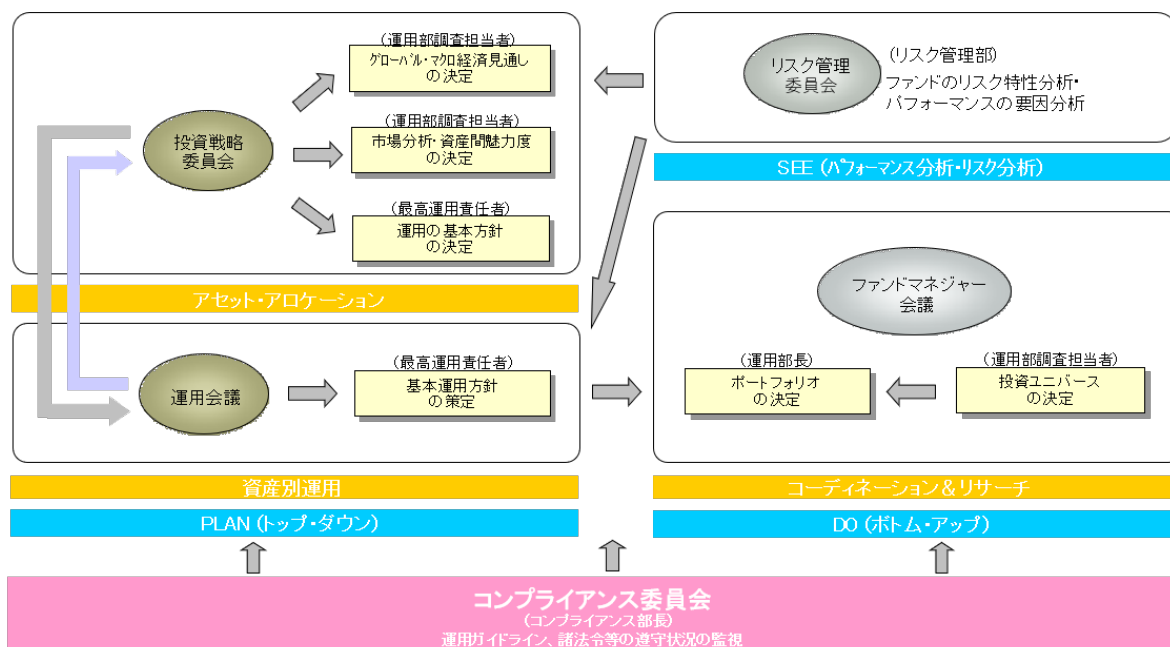 (運用部調査担当者)
グローバル・マクロ経済見通し
の決定
(運用部調査担当者)
市場分析・資産間魅力度
の決定
投資戦略
委員会
(最高運用責任者)
運用の基本方針
の決定
アセット・アロケーション
(最高運用責任者)
運用会議
基本運用方針
の策定
資産別運用
PLAN (トップ・ダウン)
リスク管理
委員会
(リスク管理部)
ファンドのリスク特性分析・
パフォーマンスの要因分析
SEE (パフォーマンス分析・リスク分析)
ファンドマネジャー
会議
(運用部長)
ポートフォリオ
の決定
(運用部調査担当者)
投資ユニバース
の決定
コーディネーション&リサーチ
DO (ボトム・アップ)
コンプライアンス委員会
(コンプライアンス部長)
運用ガイドライン、諸法令等の遵守状況の監視